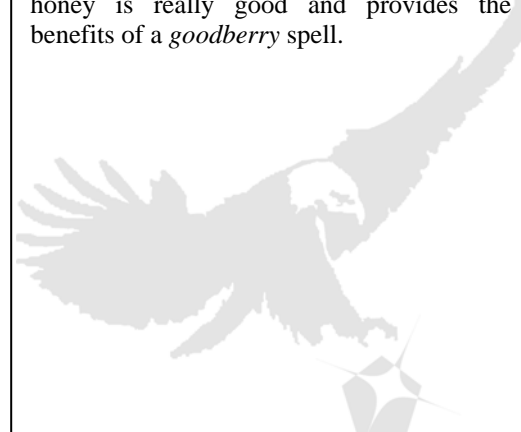 honey is really good and provides the
benefits of a goodberry spell.